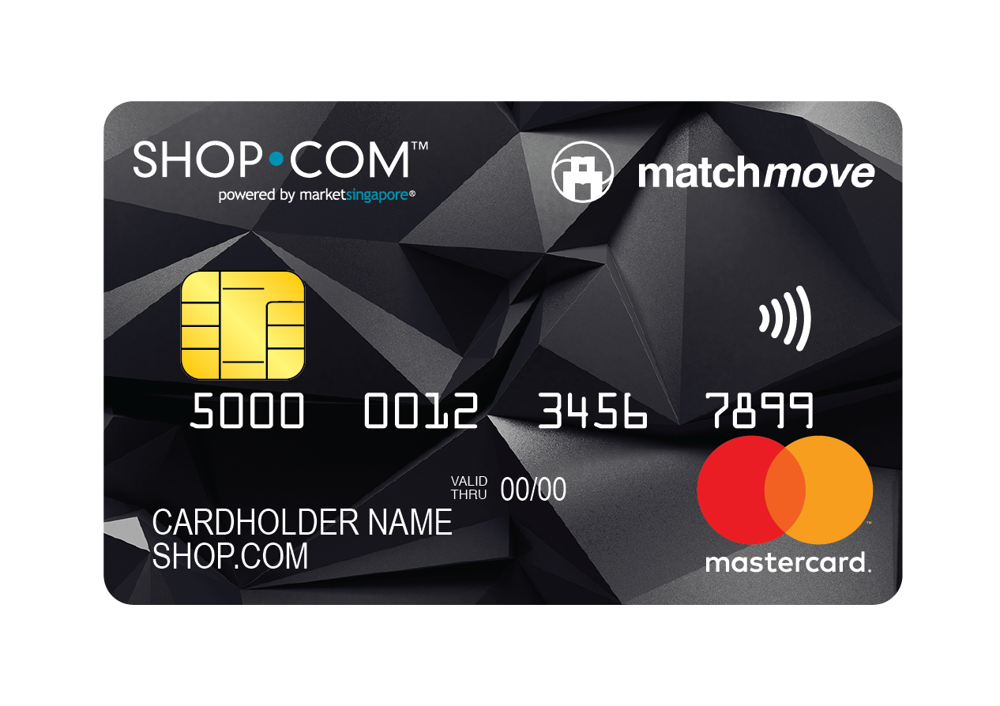 SHOP•COM™
powered by marketsingapore®
matchmove
5000 0012 3456 7899
VALID THRU 00/00
CARDHOLDER NAME
SHOP.COM
mastercard.